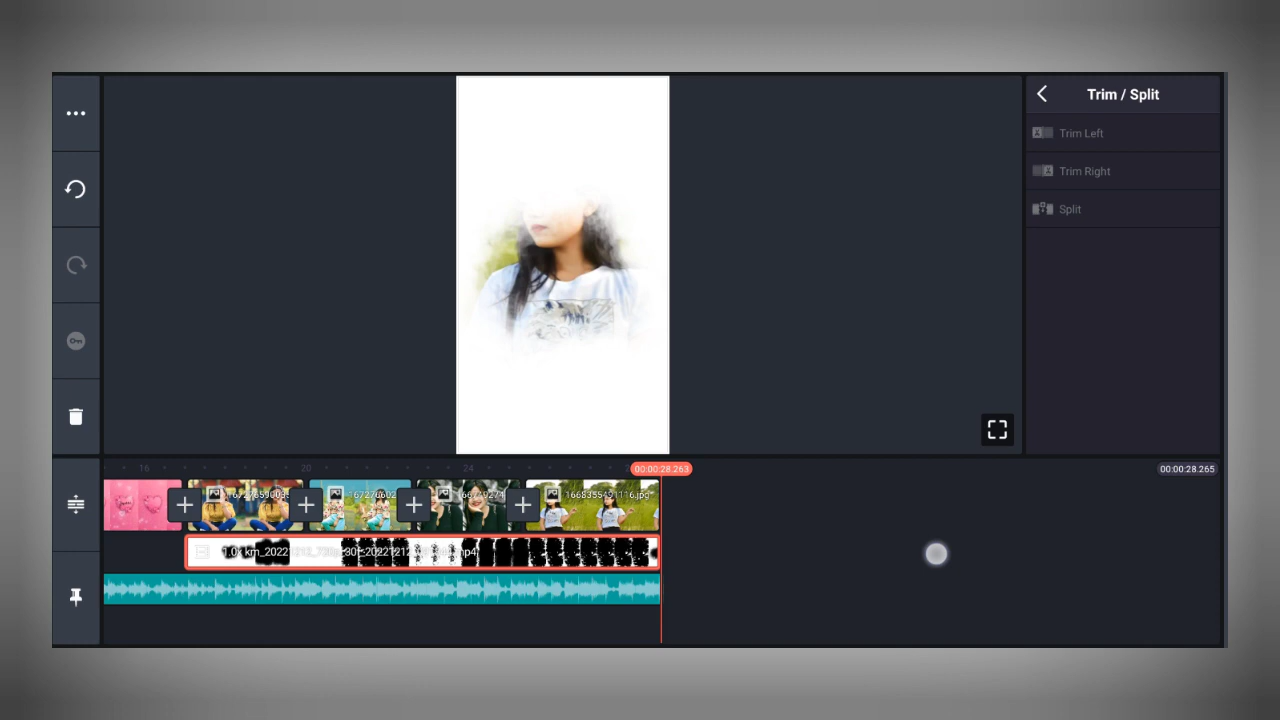 Trim / Split
Trim Left
Trim Right
Split
16
20
24
00:00:28.263
00:00:28.265
1668355491116.jpg